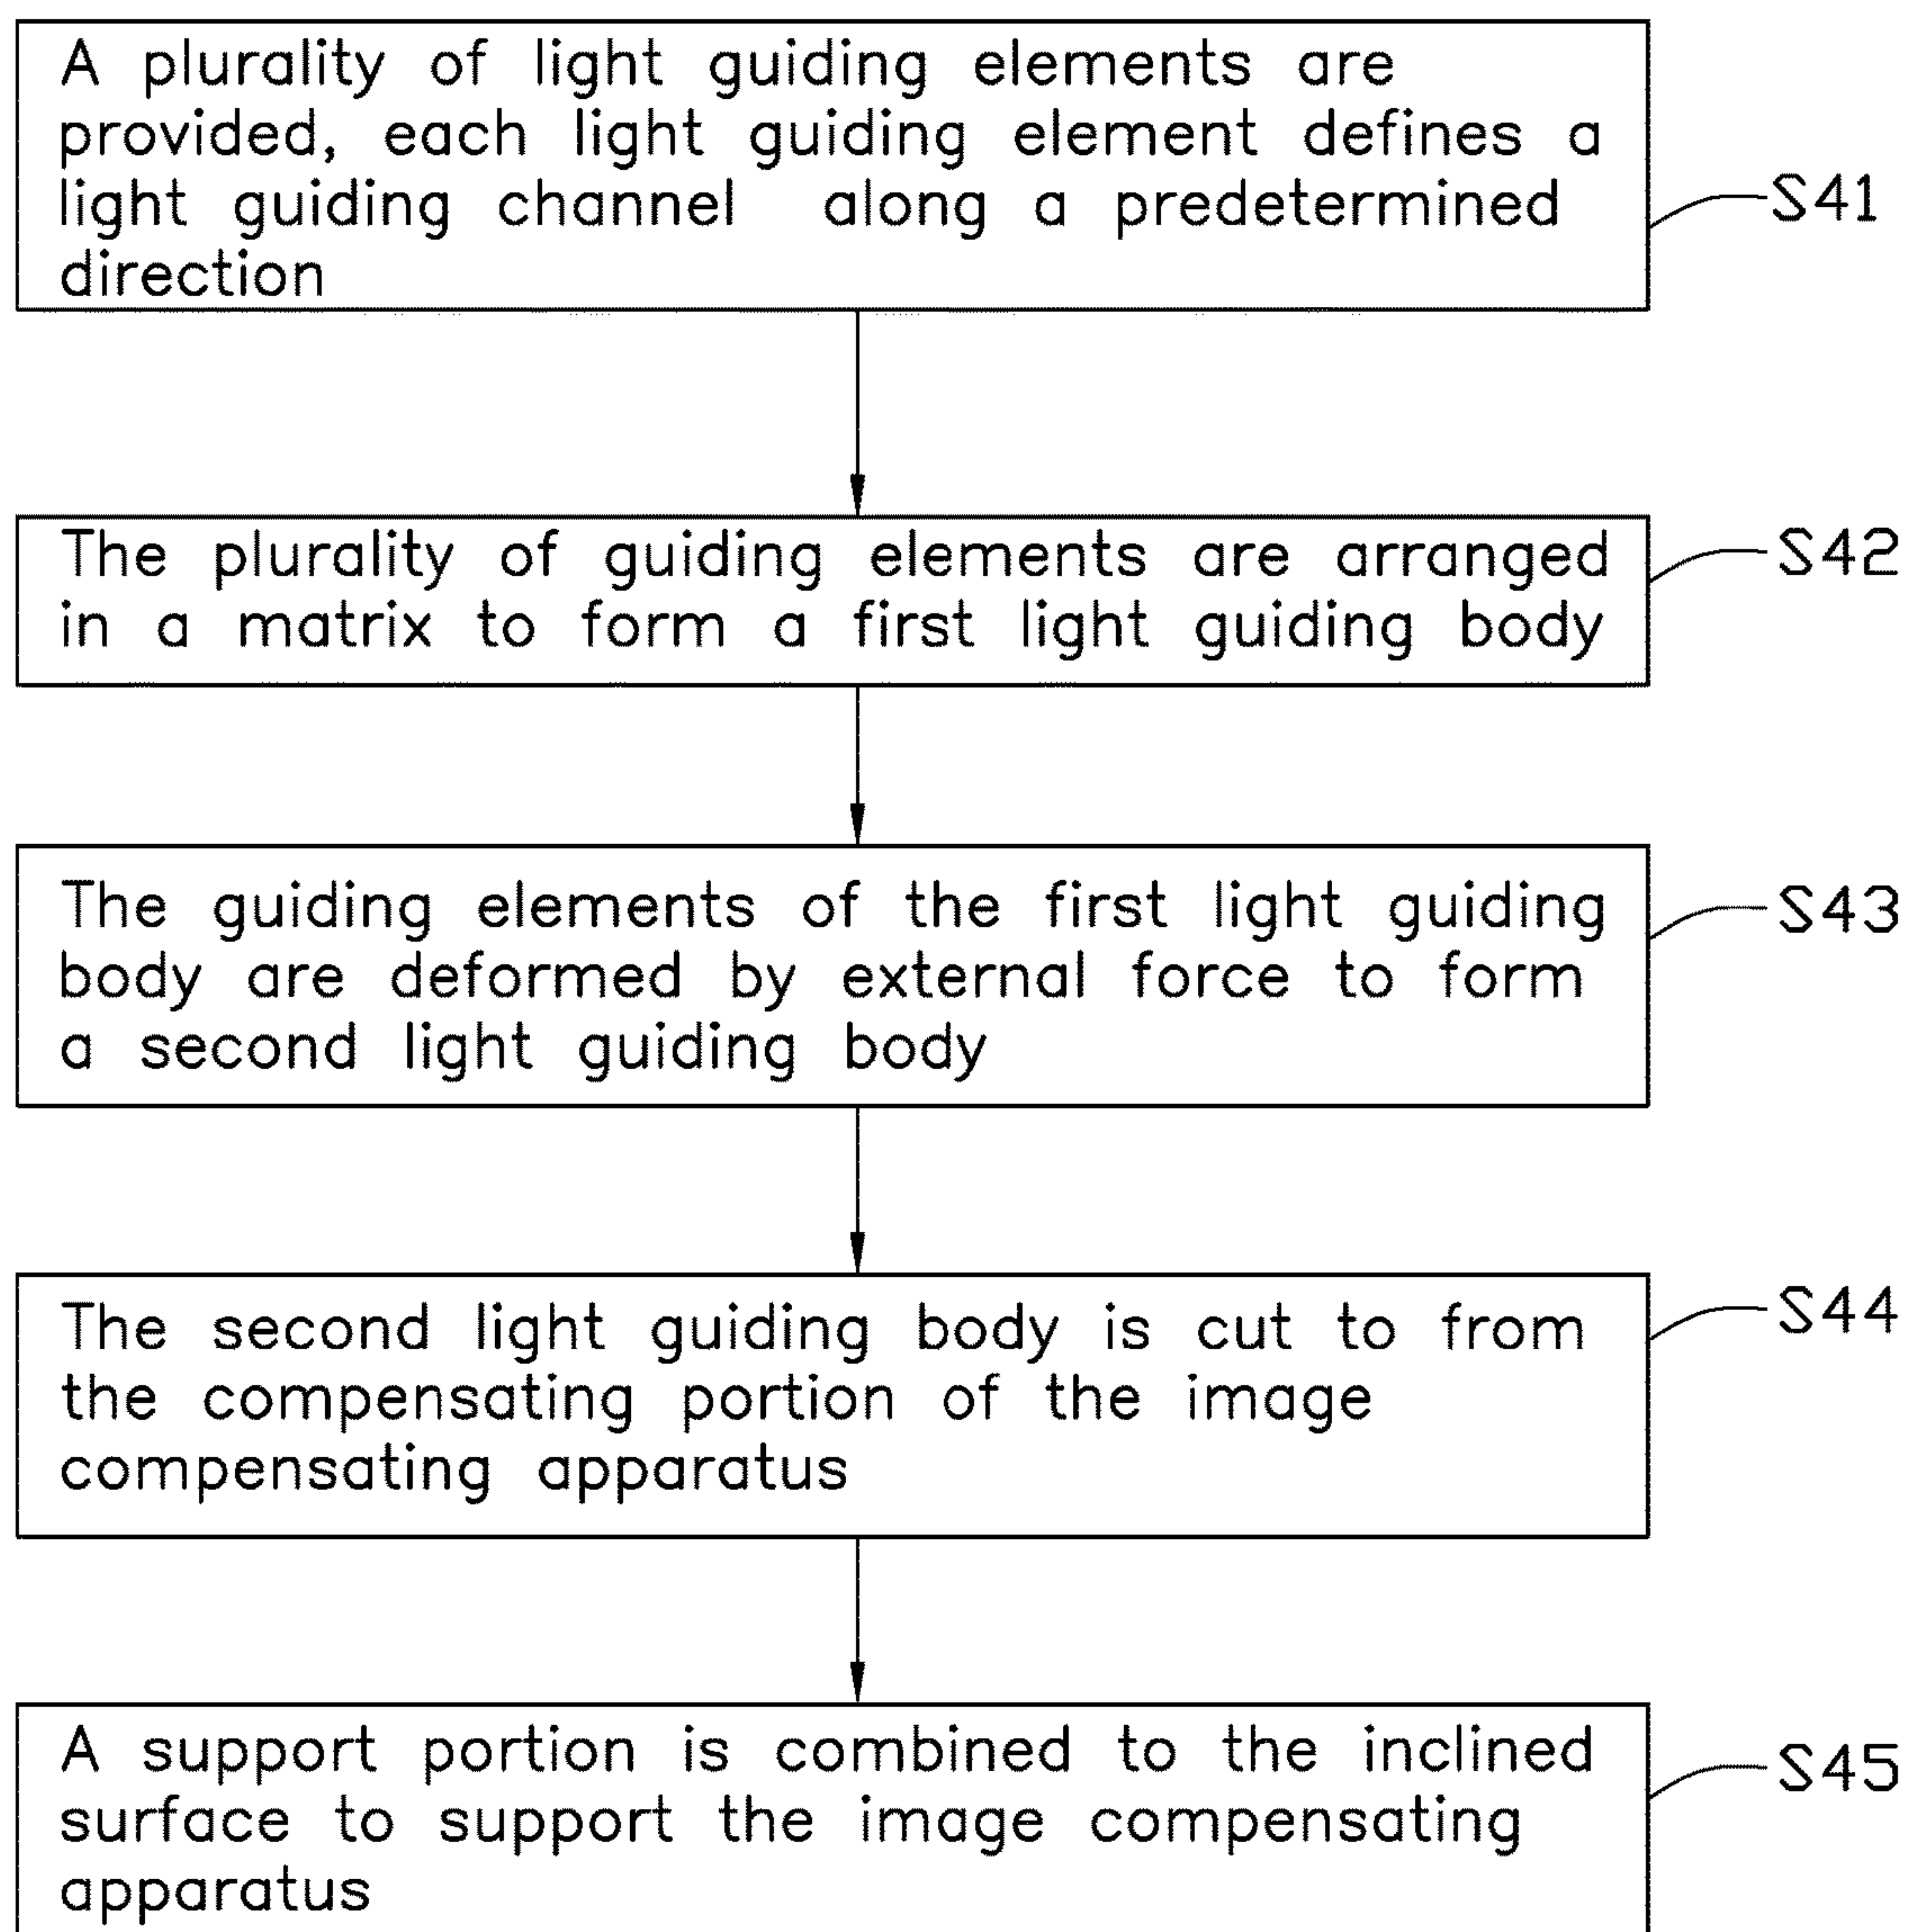 A plurality of light guiding elements are
provided, each light guiding element defines a
light guiding channel along a predetermined
direction
S41
The plurality of guiding elements are arranged
in a matrix to form a first light guiding body
S42
The guiding elements of the first light guiding
body are deformed by external force to form
a second light guiding body
S43
The second light guiding body is cut to from
the compensating portion of the image
compensating apparatus
S44
A support portion is combined to the inclined
surface to support the image compensating
apparatus
S45